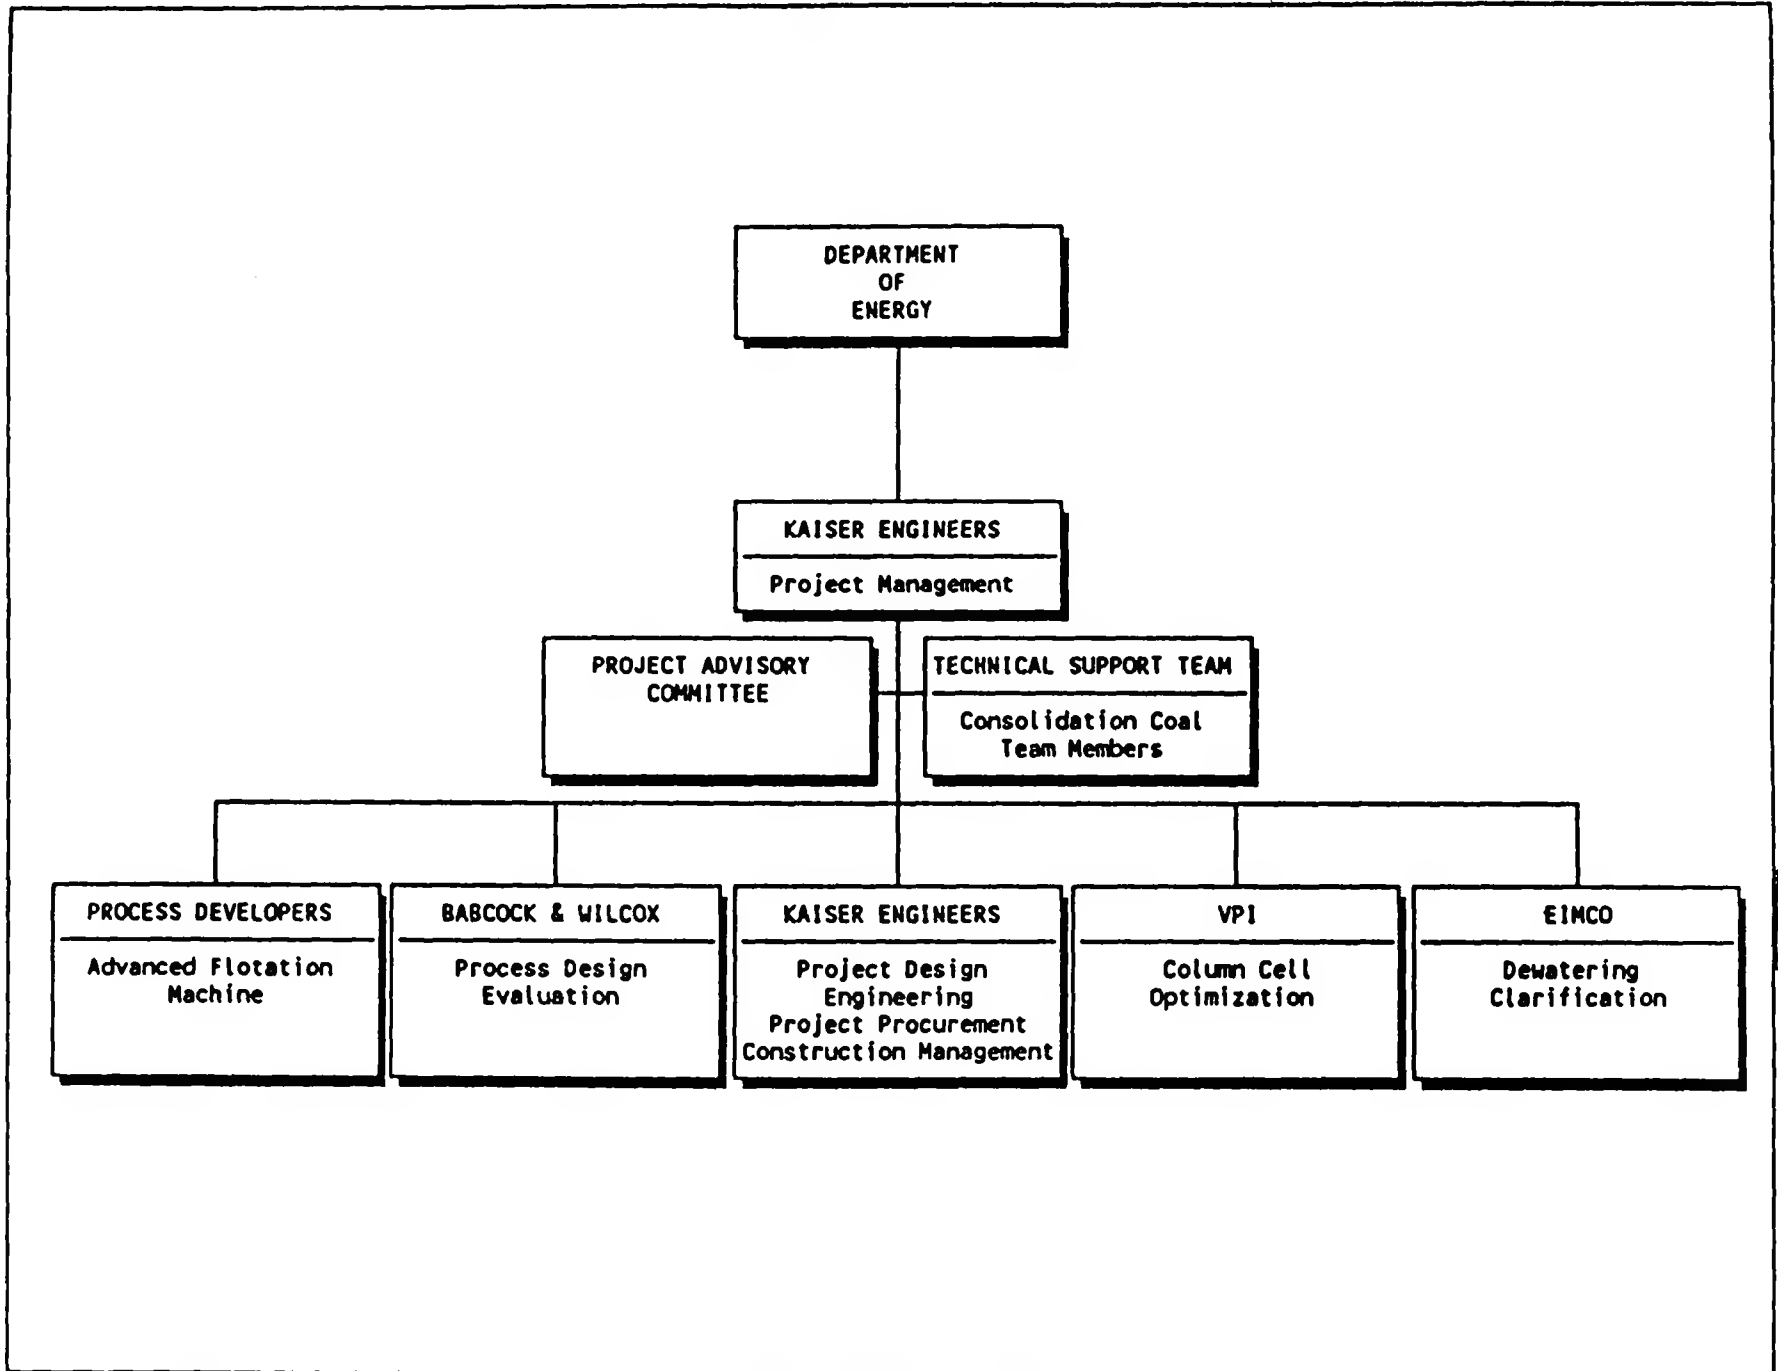 DEPARTMENT
OF
ENERGY
KAISER ENGINEERS
Project Management
PROJECT ADVISORY
COMMITTEE
TECHNICAL SUPPORT TEAM
Consolidation Coal
Team Members
PROCESS DEVELOPERS
Advanced Flotation
Machine
BABCOCK & WILCOX
Process Design
Evaluation
KAISER ENGINEERS
Project Design
Engineering
Project Procurement
Construction Management
VPI
Column Cell
Optimization
EIMCO
Dewatering
Clarification